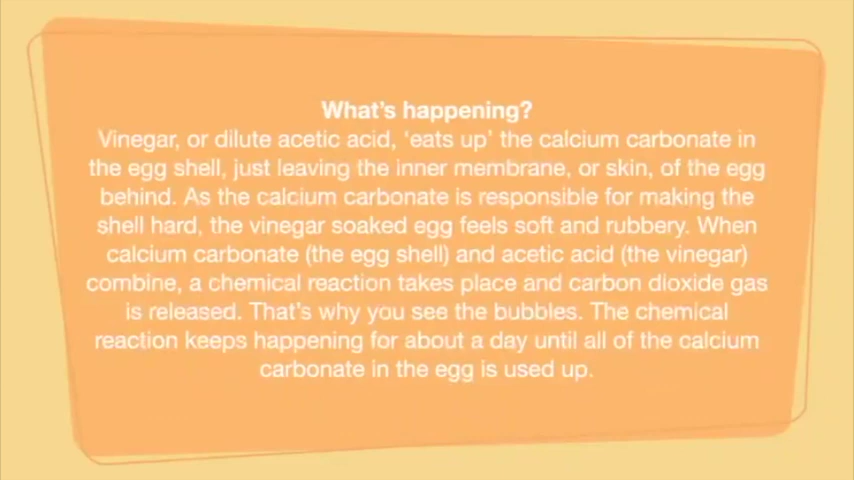 What's happening?
Vinegar, or dilute acetic acid, 'eats up' the calcium carbonate in
the egg shell, just leaving the inner membrane, or skin, of the egg
behind. As the calcium carbonate is responsible for making the
shell hard, the vinegar soaked egg feels soft and rubbery. When
calcium carbonate (the egg shell) and acetic acid (the vinegar)
combine, a chemical reaction takes place and carbon dioxide gas
is released. That's why you see the bubbles. The chemical
reaction keeps happening for about a day until all of the calcium
carbonate in the egg is used up.